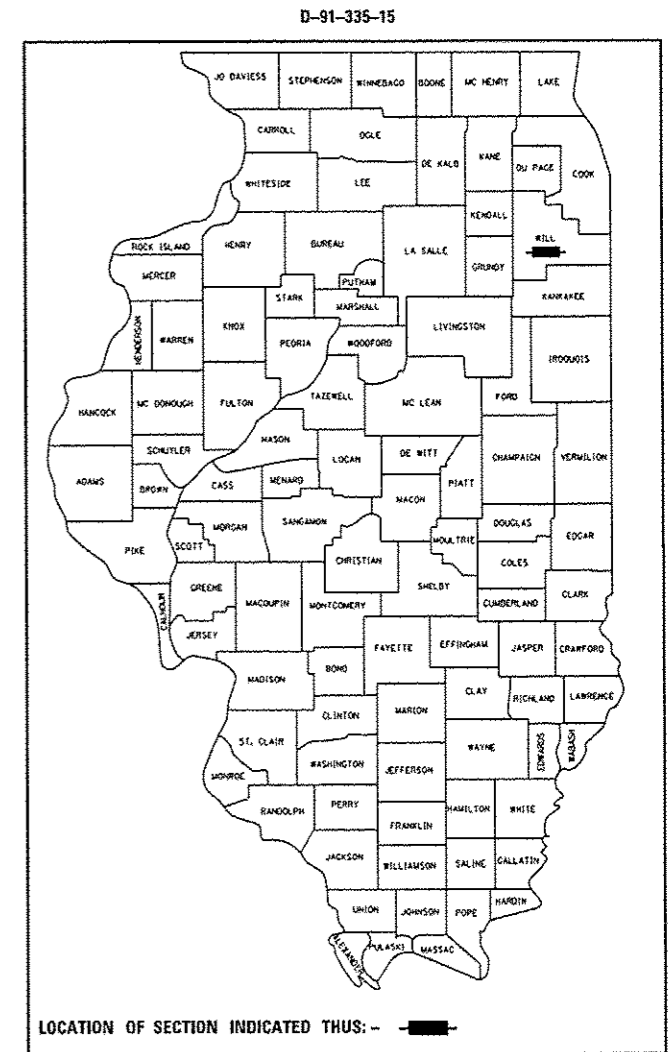 D-91-335-15
JO DAVIESS STEPHENSON WINNEBAGO BOONE MC HENRY LAKE
CARROLL OGLE DE KALB KANE DU PAGE COOK
WHITESIDE LEE
KENDALL WILL
ROCK ISLAND HENRY BUREAU LA SALLE GRUNDY
MERCER PUTNAM KANKAKEE
STARK MARSHALL LIVINGSTON
HENDERSON WARREN KNOX PEORIA WOODFORD IROQUOIS
HANCOCK MC DONOUGH FULTON TAZEWELL MC LEAN FORD
MASON
SCHUYLER LOGAN DE WITT CHAMPAIGN VERMILION
ADAMS BROWN CASS MENARD MACON PIATT
MORGAN SANGAMON DOUGLAS EDGAR
PIKE SCOTT CHRISTIAN MOULTRIE COLES
CALHOUN GREENE MACOUPIN MONTGOMERY SHELBY CUMBERLAND CLARK
JERSEY FAYETTE EFFINGHAM JASPER CRAWFORD
MADISON BOND
CLAY RICHLAND LAWRENCE
CLINTON MARION
ST. CLAIR WAYNE EDWARDS WABASH
MONROE WASHINGTON JEFFERSON
RANDOLPH PERRY HAMILTON WHITE
FRANKLIN
JACKSON WILLIAMSON SALINE GALLATIN
UNION JOHNSON POPE HARDIN
ALEXANDER PULASKI MASSAC
LOCATION OF SECTION INDICATED THUS: -